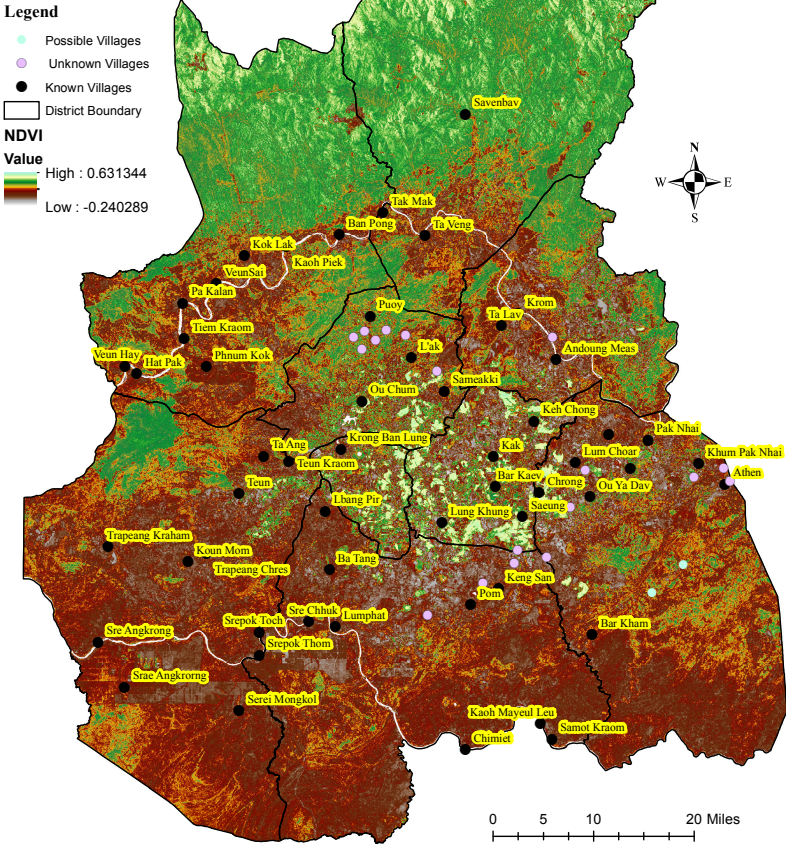 Legend
Possible Villages
Unknown Villages
Known Villages
District Boundary
NDVI
Value
High : 0.631344
Low : -0.240289
N
W
E
S
Savenbav
Tak Mak
Ban Pong
Ta Veng
Kok Lak
Kaoh Piek
VeunSai
Pa Kalan
Krom
Puoy
Ta Lav
Tiem Kraom
L'ak
Veun Hay
Hat Pak
Phnum Kok
Andoung Meas
Ou Chum
Sameakki
Keh Chong
Ta Ang
Krong Ban Lung
Kak
Pak Nhai
Teun Kraom
Lum Choar
Khum Pak Nhai
Athen
Teun
Bar Kaev
Chrong
Ou Ya Dav
Lbang Pir
Lung Khung
Saeung
Trapeang Kraham
Koun Mom
Trapeang Chres
Ba Tang
Keng San
Pom
Sre Chhuk
Lumphat
Srepok Toch
Sre Angkrong
Srepok Thom
Bar Kham
Srae Angkrorng
Serei Mongkol
Kaoh Mayeul Leu
Samot Kraom
Chimiet
0 5 10 20 Miles